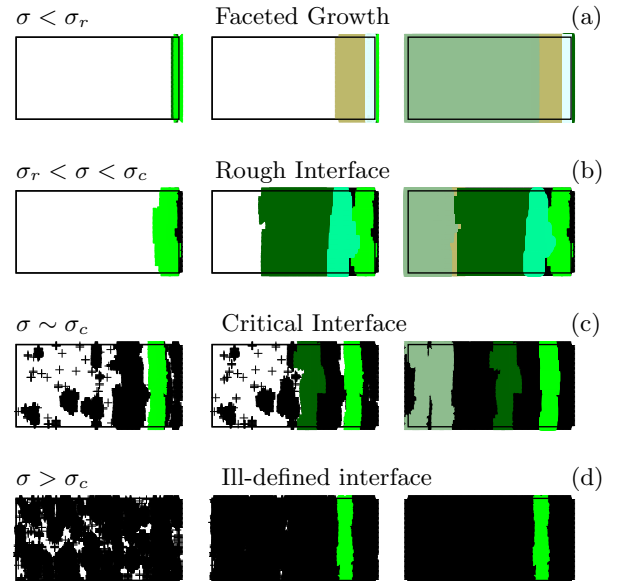 σ < σ_r Faceted Growth (a)
σ_r < σ < σ_c Rough Interface (b)
σ ∼ σ_c Critical Interface (c)
σ > σ_c Ill-defined interface (d)